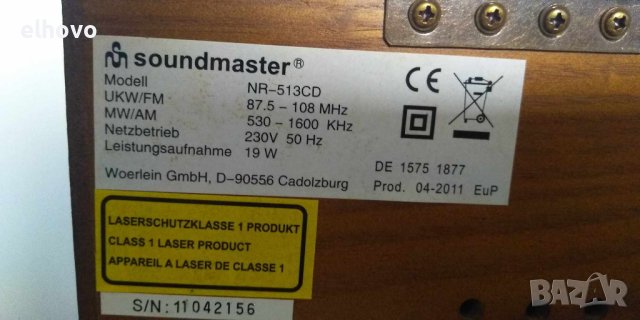 elhovo
soundmaster®
Modell NR-513CD
UKW/FM 87.5 - 108 MHz
MW/AM 530 - 1600 KHz
Netzbetrieb 230V 50 Hz
Leistungsaufnahme 19 W
Woerlein GmbH, D-90556 Cadolzburg
CE
DE 1575 1877
Prod. 04-2011 EuP
LASERSCHUTZKLASSE 1 PRODUKT
CLASS 1 LASER PRODUCT
APPAREIL A LASER DE CLASSE 1
S/N: 11042156
BAZAR